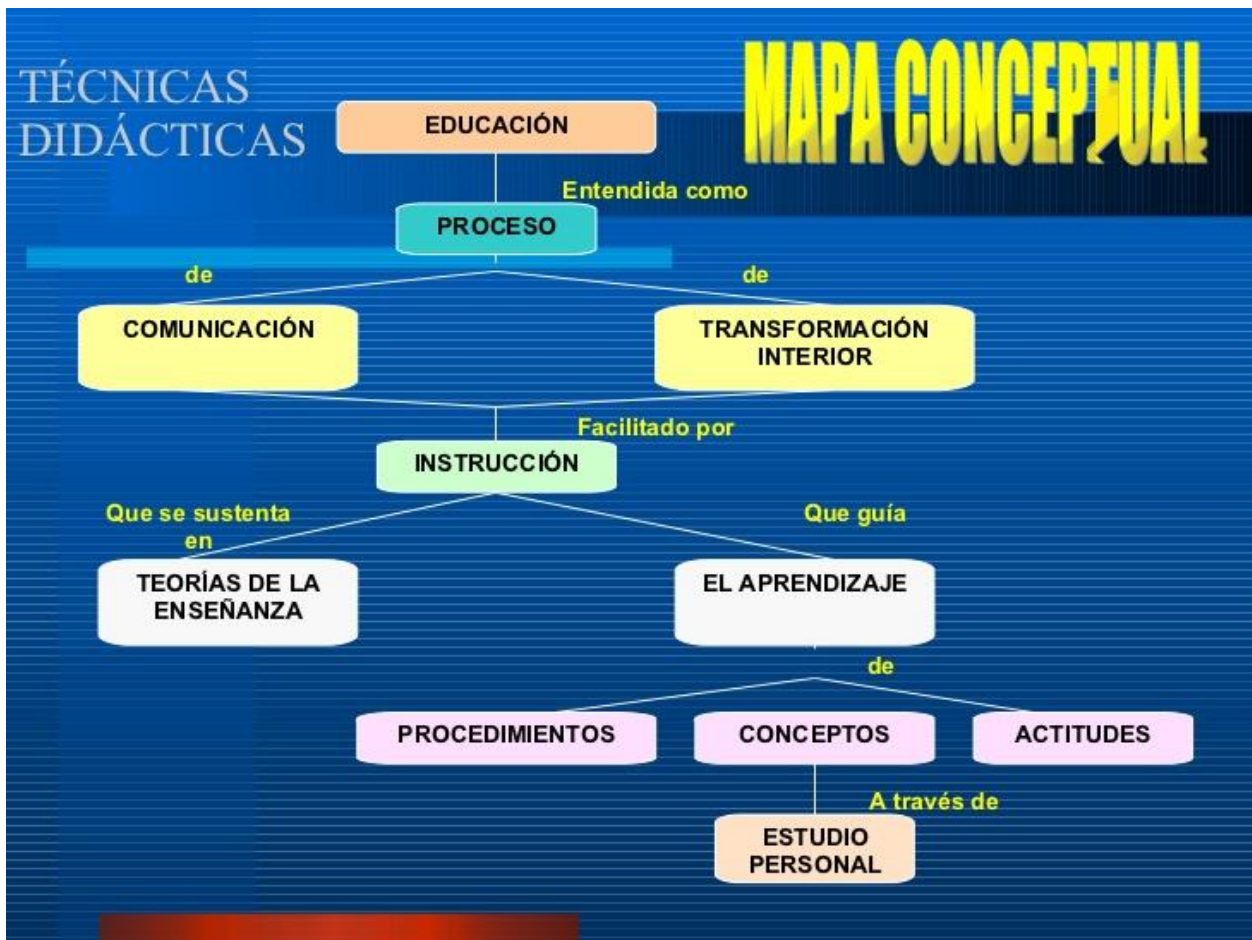 TÉCNICAS
DIDÁCTICAS
MAPA CONCEPTUAL
EDUCACIÓN
Entendida como
PROCESO
de
de
COMUNICACIÓN
TRANSFORMACIÓN
INTERIOR
Facilitado por
INSTRUCCIÓN
Que se sustenta
en
Que guía
TEORÍAS DE LA
ENSEÑANZA
EL APRENDIZAJE
de
PROCEDIMIENTOS
CONCEPTOS
ACTITUDES
A través de
ESTUDIO
PERSONAL